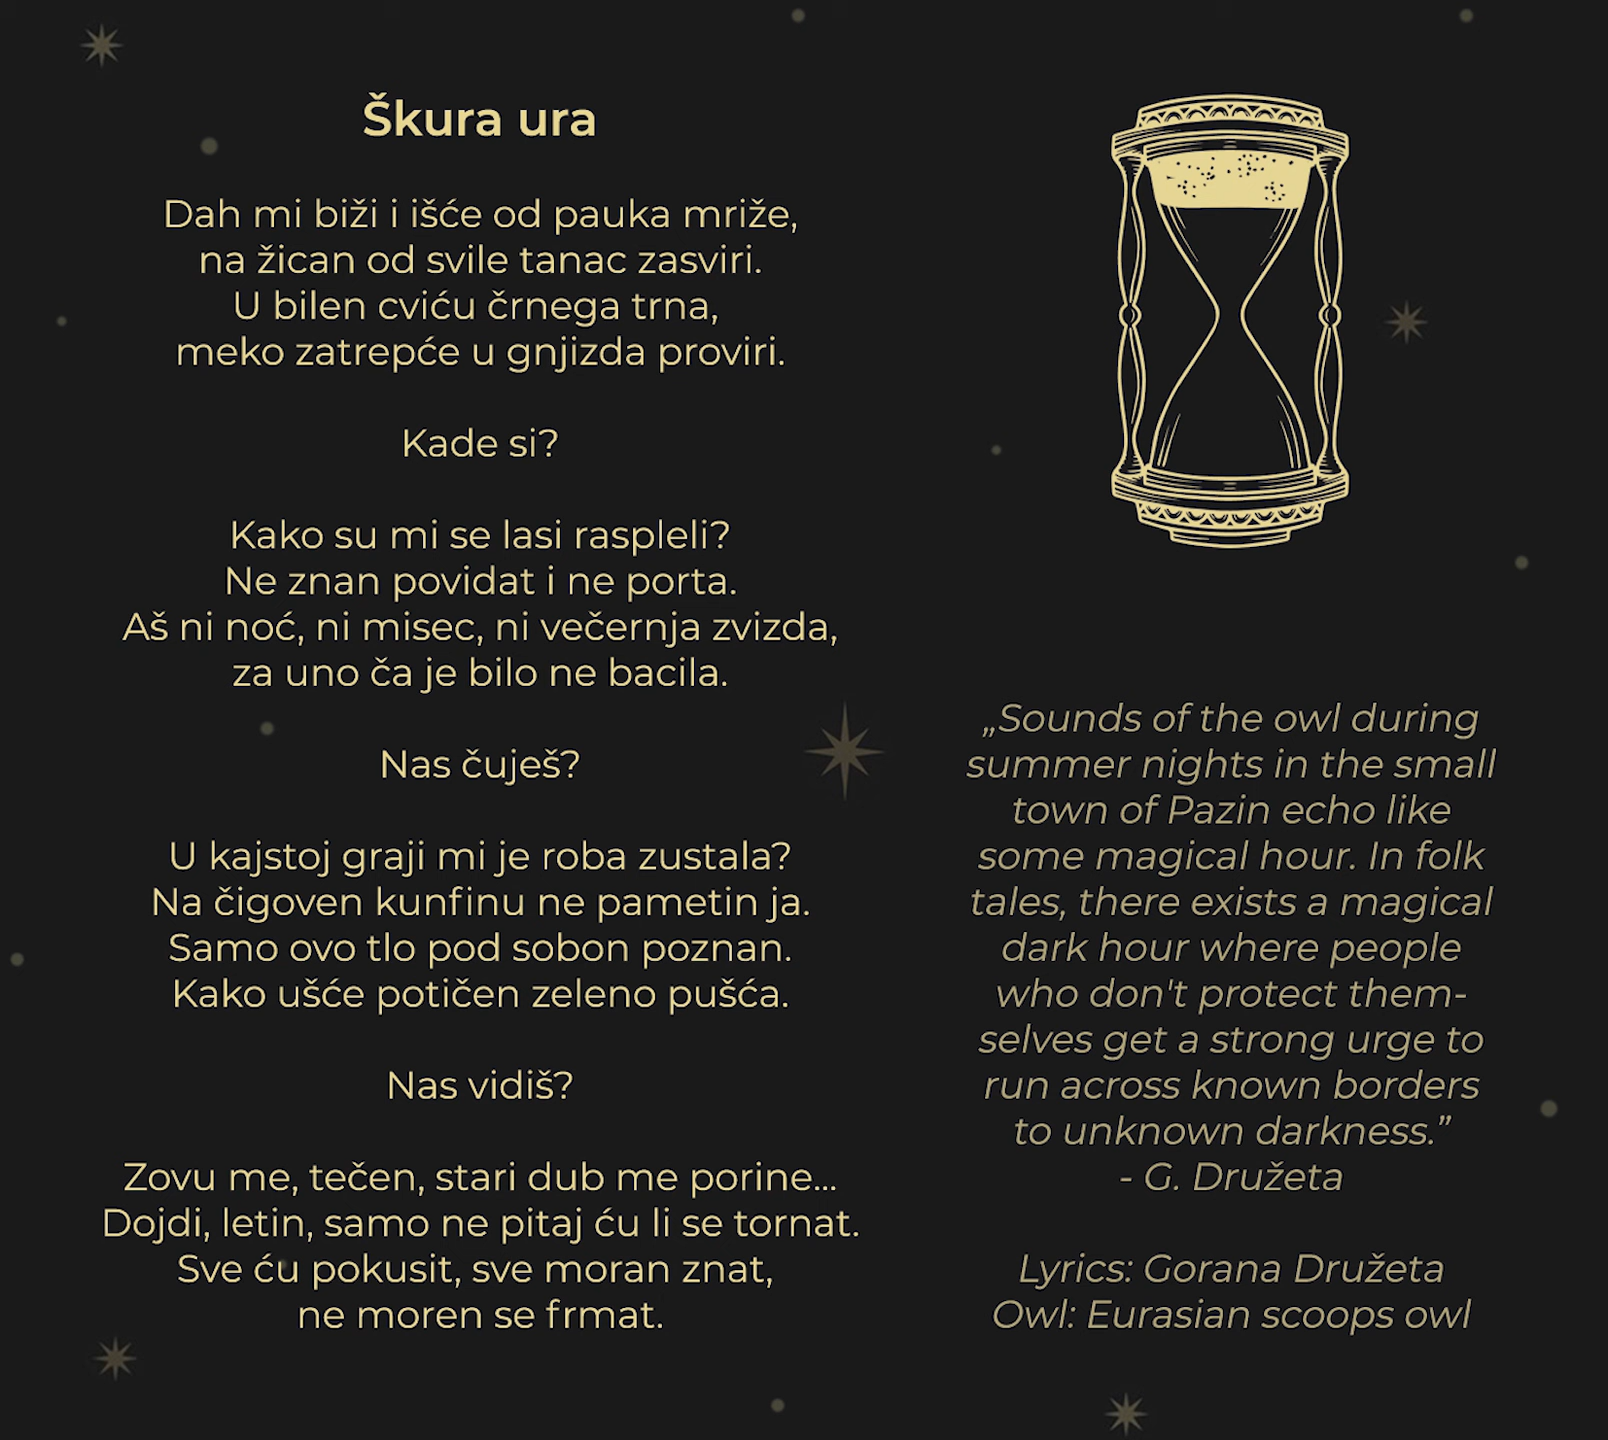 Škura ura
Dah mi biži i išće od pauka mriže,
na žican od svile tanac zasviri.
U bilen cviću črnega trna,
meko zatrepće u gnjizda proviri.
Kade si?
Kako su mi se lasi raspleli?
Ne znan povidat i ne porta.
Aš ni noć, ni misec, ni večernja zvizda,
za uno ča je bilo ne bacila.
Nas čuješ?
U kajstoj graji mi je roba zustala?
Na čigoven kunfinu ne pametin ja.
Samo ovo tlo pod sobon poznan.
Kako ušće potičen zeleno pušća.
Nas vidiš?
Zovu me, tečen, stari dub me porine...
Dojdi, letin, samo ne pitaj ću li se tornat.
Sve ću pokusit, sve moran znat,
ne moren se frmat.
„Sounds of the owl during
summer nights in the small
town of Pazin echo like
some magical hour. In folk
tales, there exists a magical
dark hour where people
who don't protect them-
selves get a strong urge to
run across known borders
to unknown darkness.”
- G. Družeta
Lyrics: Gorana Družeta
Owl: Eurasian scoops owl